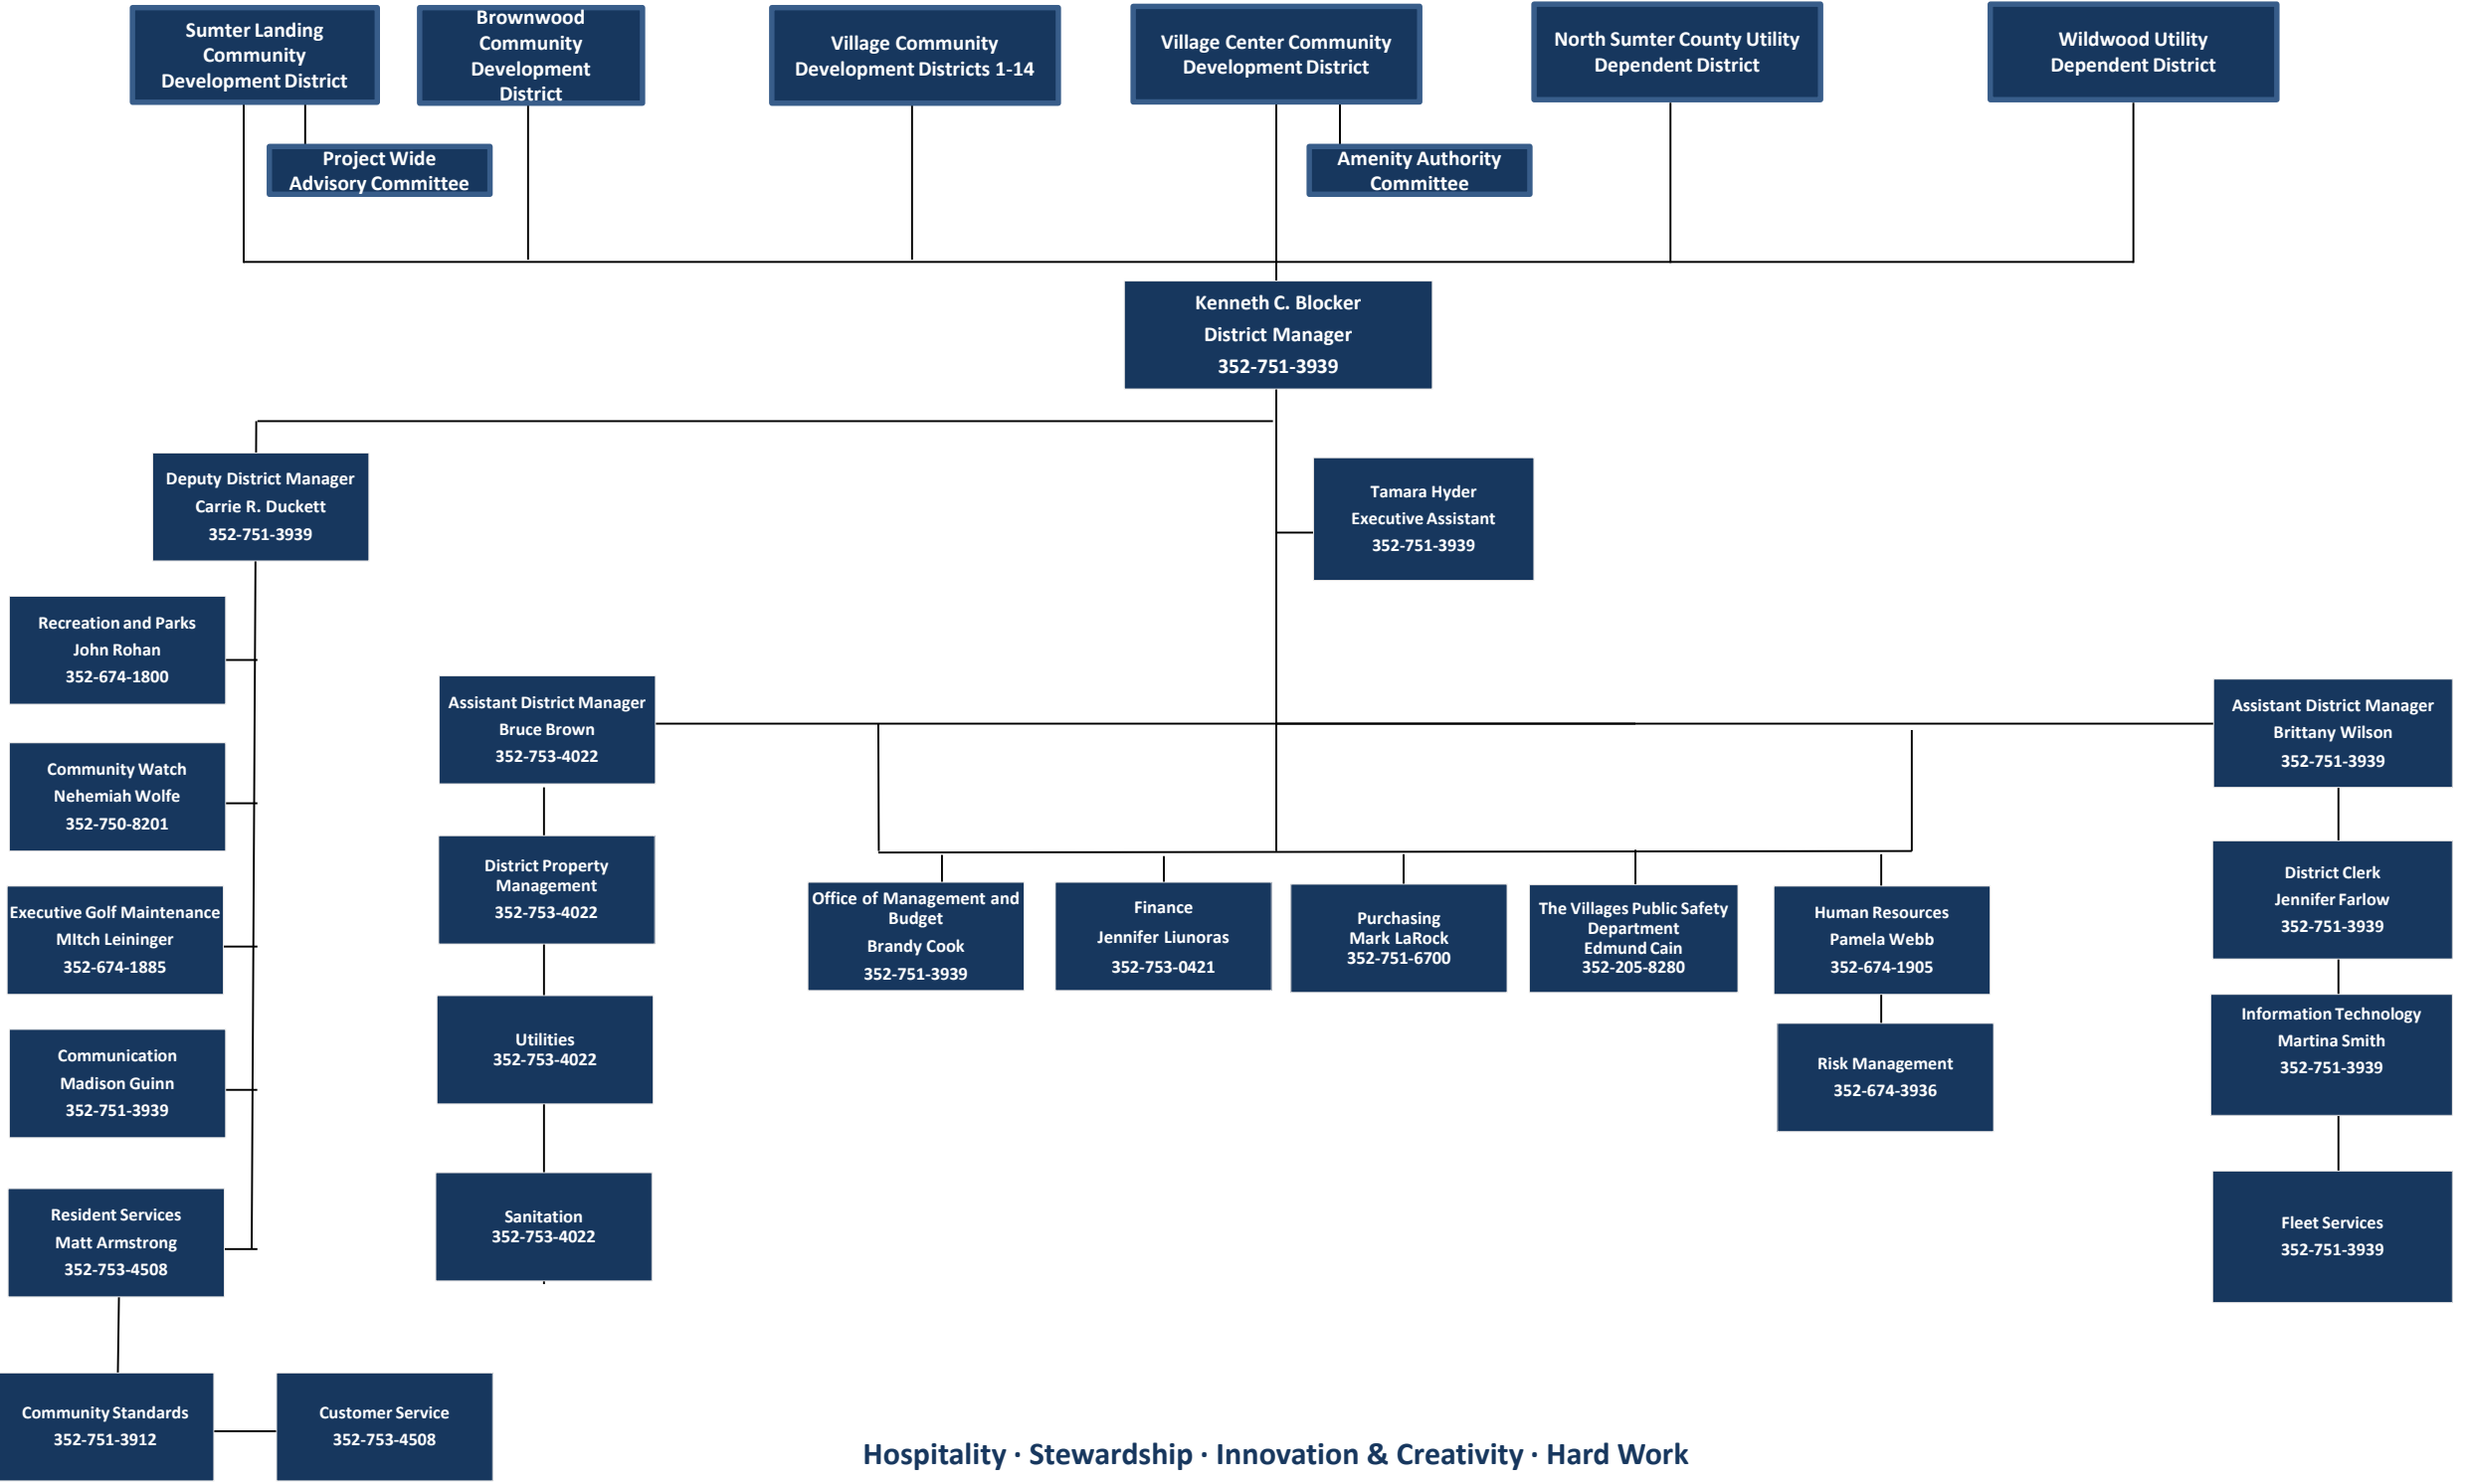 Sumter Landing
Community
Development District
Brownwood
Community
Development
District
Village Community
Development Districts 1-14
Village Center Community
Development District
North Sumter County Utility
Dependent District
Wildwood Utility
Dependent District
Project Wide
Advisory Committee
Amenity Authority
Committee
Kenneth C. Blocker
District Manager
352-751-3939
Deputy District Manager
Carrie R. Duckett
352-751-3939
Tamara Hyder
Executive Assistant
352-751-3939
Recreation and Parks
John Rohan
352-674-1800
Community Watch
Nehemiah Wolfe
352-750-8201
Executive Golf Maintenance
MItch Leininger
352-674-1885
Communication
Madison Guinn
352-751-3939
Resident Services
Matt Armstrong
352-753-4508
Community Standards
352-751-3912
Customer Service
352-753-4508
Assistant District Manager
Bruce Brown
352-753-4022
District Property
Management
352-753-4022
Utilities
352-753-4022
Sanitation
352-753-4022
Office of Management and
Budget
Brandy Cook
352-751-3939
Finance
Jennifer Liunoras
352-753-0421
Purchasing
Mark LaRock
352-751-6700
The Villages Public Safety
Department
Edmund Cain
352-205-8280
Human Resources
Pamela Webb
352-674-1905
Risk Management
352-674-3936
Assistant District Manager
Brittany Wilson
352-751-3939
District Clerk
Jennifer Farlow
352-751-3939
Information Technology
Martina Smith
352-751-3939
Fleet Services
352-751-3939
Hospitality · Stewardship · Innovation & Creativity · Hard Work